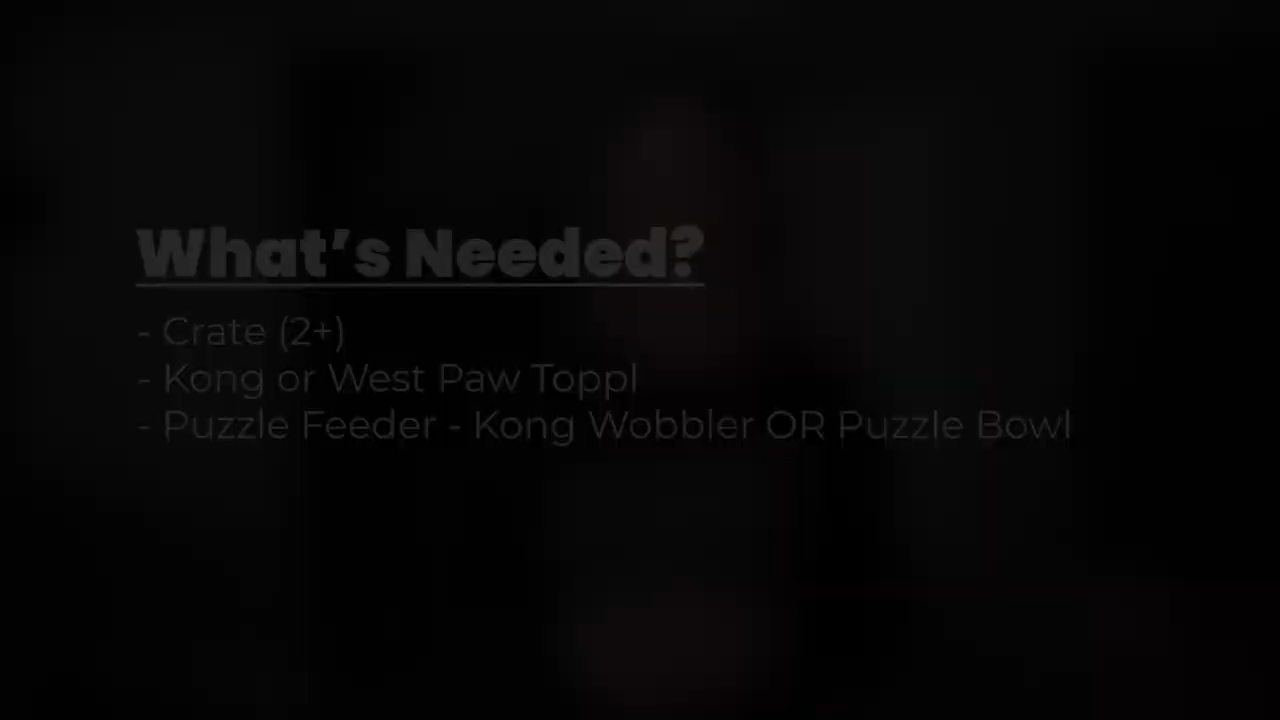 What's Needed?
- Crate (2+)
- Kong or West Paw Toppl
- Puzzle Feeder - Kong Wobbler OR Puzzle Bowl